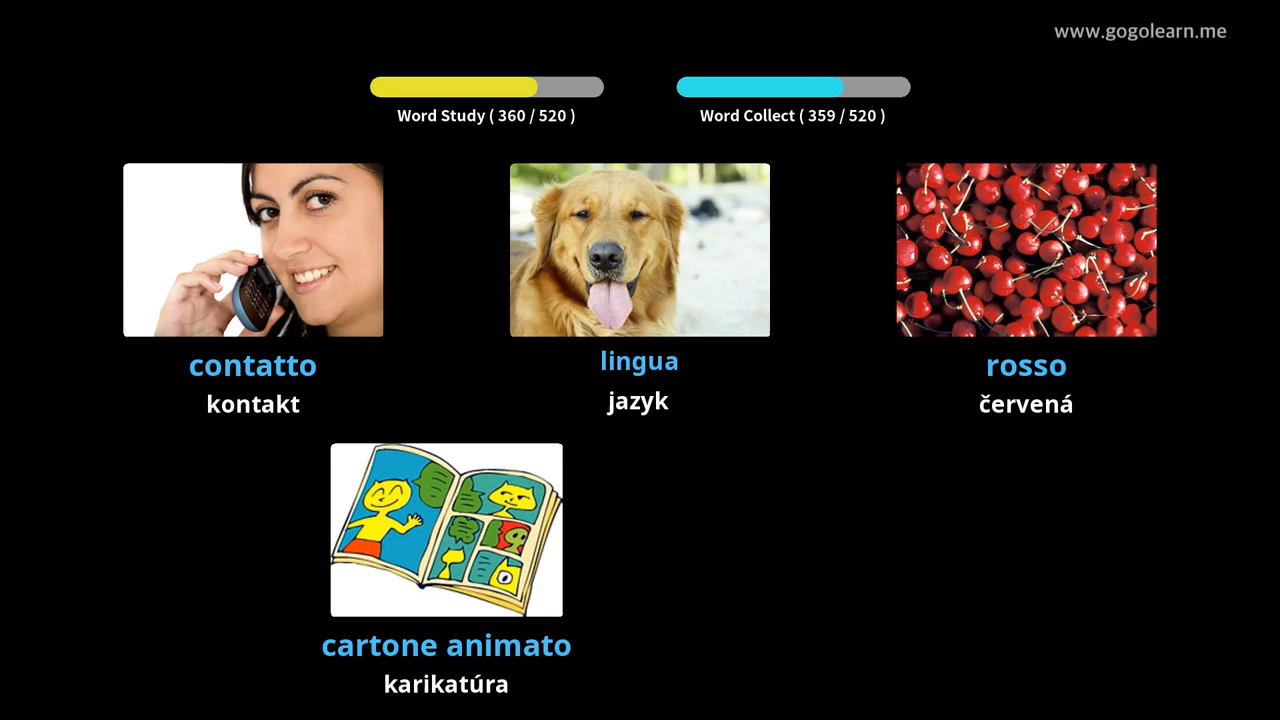 www.gogolearn.me
Word Study ( 360 / 520 )
Word Collect ( 359 / 520 )
contatto
kontakt
lingua
jazyk
rosso
červená
cartone animato
karikatúra